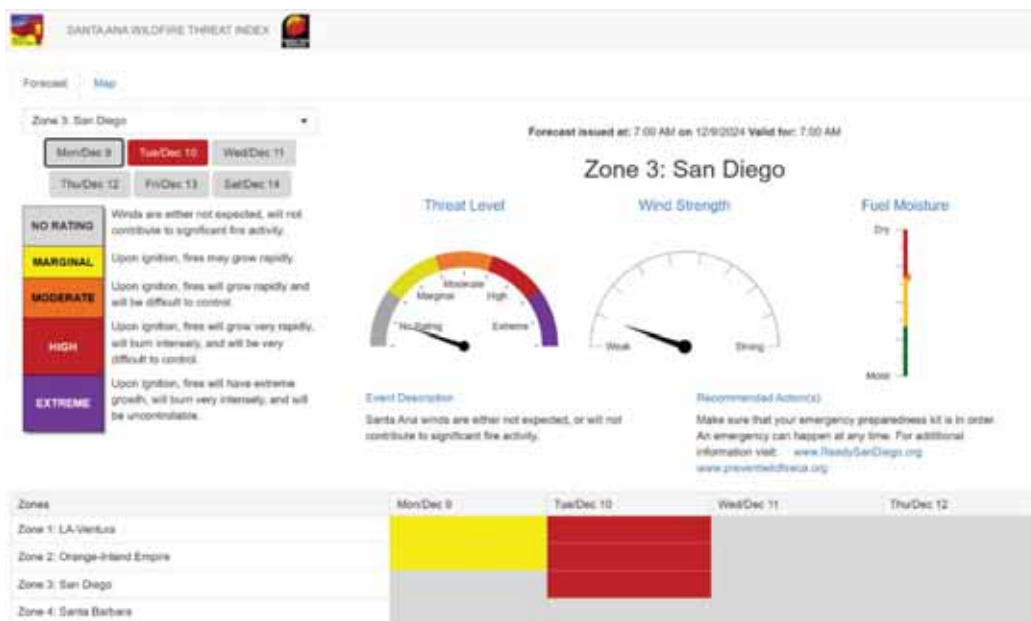 SANTA ANA WILDFIRE THREAT INDEX
Forecast Map
Zone 3: San Diego
Mon/Dec 9 Tue/Dec 10 Wed/Dec 11
Thu/Dec 12 Fri/Dec 13 Sat/Dec 14
NO RATING
Winds are either not expected, will not
contribute to significant fire activity.
MARGINAL
Upon ignition, fires may grow rapidly.
MODERATE
Upon ignition, fires will grow rapidly and
will be difficult to control.
HIGH
Upon ignition, fires will grow very rapidly,
will burn intensely, and will be very
difficult to control.
EXTREME
Upon ignition, fires will have extreme
growth, will burn very intensely, and will
be uncontrollable.
Forecast issued at: 7:00 AM on 12/9/2024 Valid for: 7:00 AM
Zone 3: San Diego
Threat Level
No Rating
Marginal
Moderate
High
Extreme
Wind Strength
Weak
Strong
Fuel Moisture
Dry
Moist
Event Description
Santa Ana winds are either not expected, or will not
contribute to significant fire activity.
Recommended Action(s)
Make sure that your emergency preparedness kit is in order.
An emergency can happen at any time. For additional
information visit: www.ReadySanDiego.org
www.preventwildfireca.org
Zones Mon/Dec 9 Tue/Dec 10 Wed/Dec 11 Thu/Dec 12
Zone 1: LA-Ventura
Zone 2: Orange-Inland Empire
Zone 3: San Diego
Zone 4: Santa Barbara